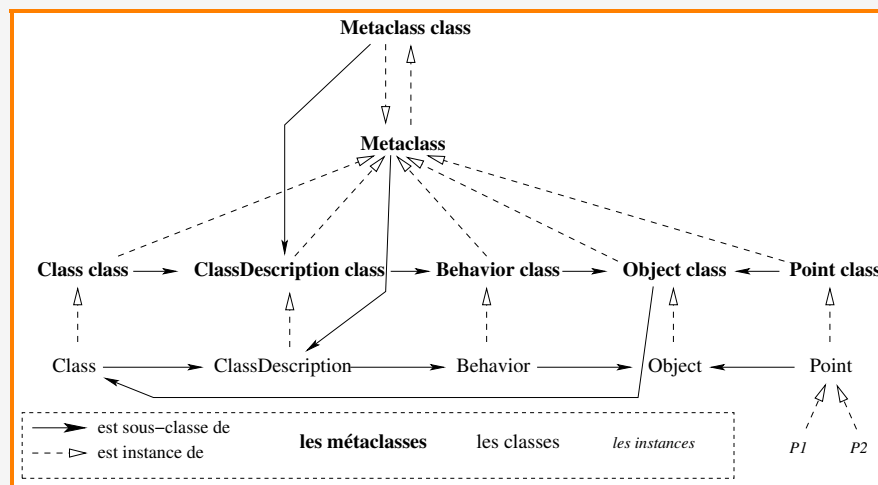 Metaclass class
Metaclass
Class class ClassDescription class Behavior class Object class Point class
Class ClassDescription Behavior Object Point
est sous−classe de
les métaclasses les classes les instances
est instance de
P1 P2